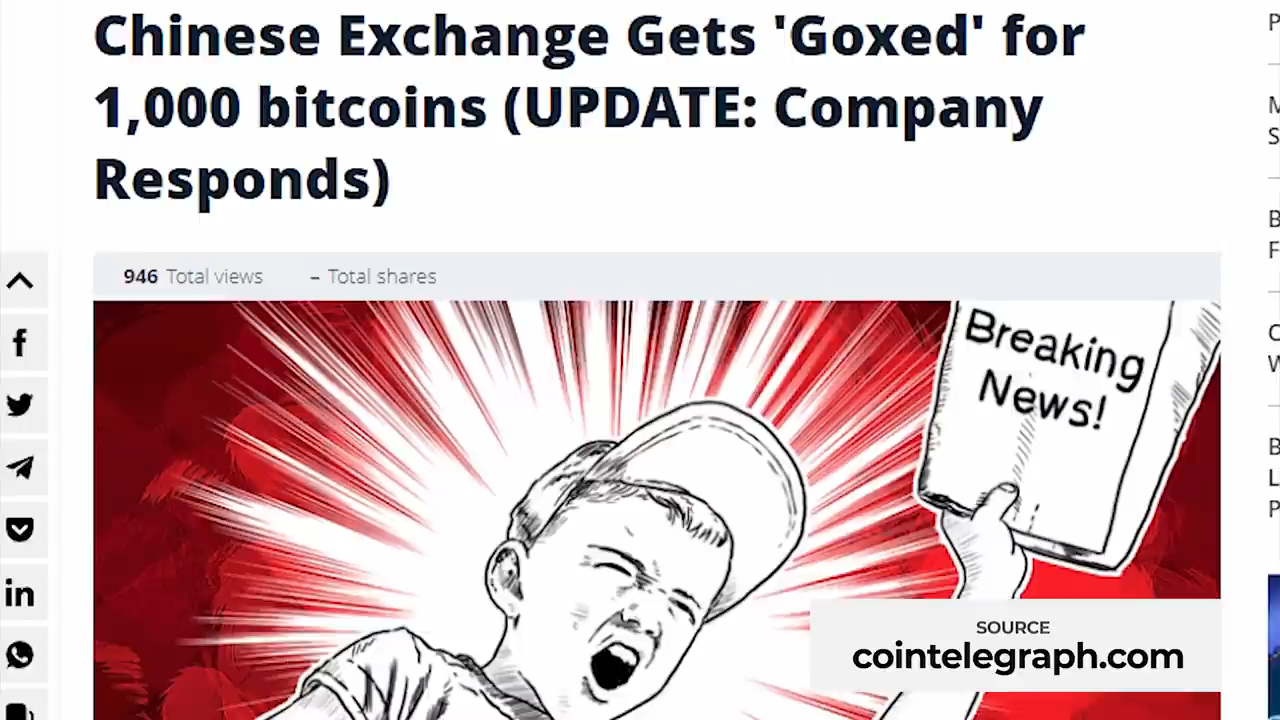 Chinese Exchange Gets 'Goxed' for
1,000 bitcoins (UPDATE: Company
Responds)
946 Total views – Total shares
Breaking
News!
SOURCE
cointelegraph.com